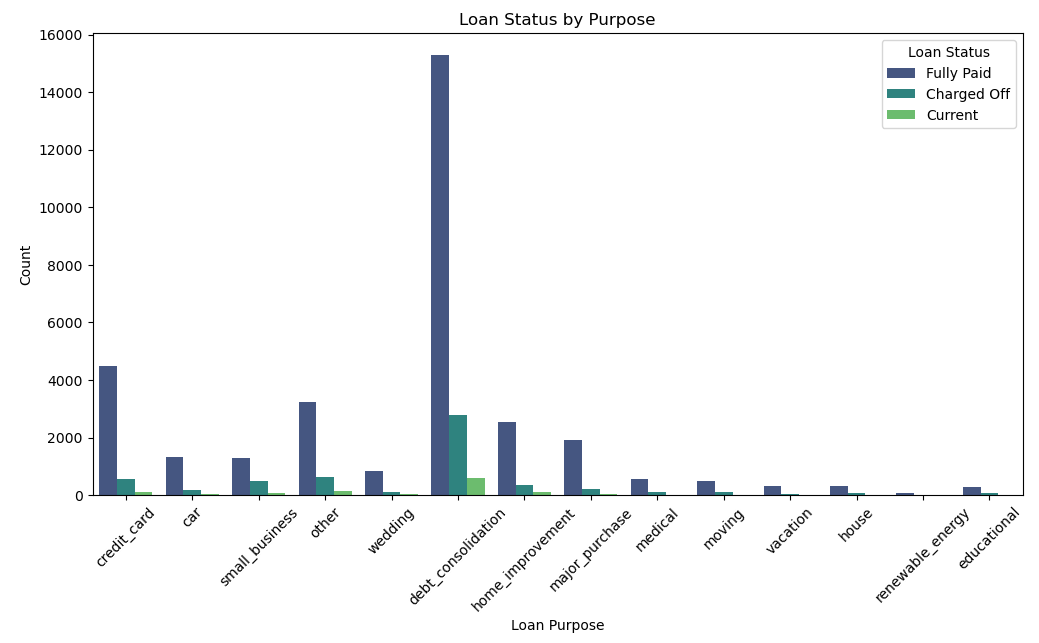 Loan Status by Purpose
16000
14000
12000
10000
8000
6000
4000
2000
0
Count
Loan Status
Fully Paid
Charged Off
Current
credit_card
car
small_business
other
wedding
debt_consolidation
home_improvement
major_purchase
medical
moving
vacation
house
renewable_energy
educational
Loan Purpose